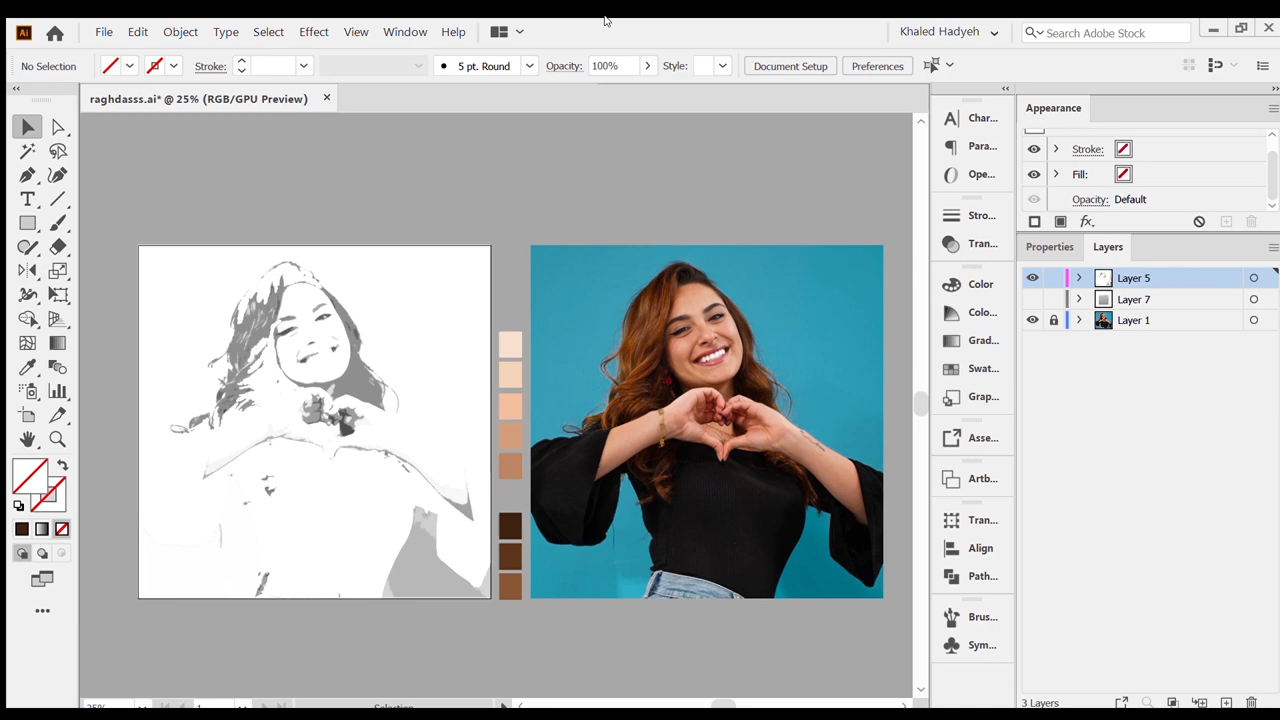 Ai File Edit Object Type Select Effect View Window Help Khaled Hadyeh Search Adobe Stock
No Selection Stroke: 5 pt. Round Opacity: 100% Style: Document Setup Preferences
raghdasss.ai* @ 25% (RGB/GPU Preview)
Char...
Para...
Ope...
Stro...
Tran...
Color
Colo...
Grad...
Swat...
Grap...
Asse...
Artb...
Tran...
Align
Path...
Brus...
Sym...
Appearance
Stroke:
Fill:
Opacity: Default
fx
Properties Layers
Layer 5
Layer 7
Layer 1
25% 1 Selection
3 Layers